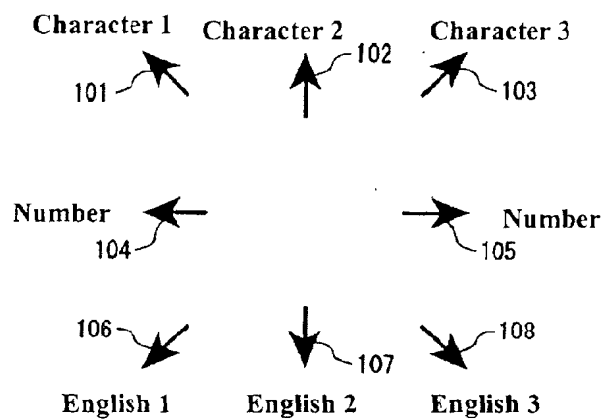 Character 1 Character 2 Character 3
101 102 103
Number Number
104 105
106 107 108
English 1 English 2 English 3